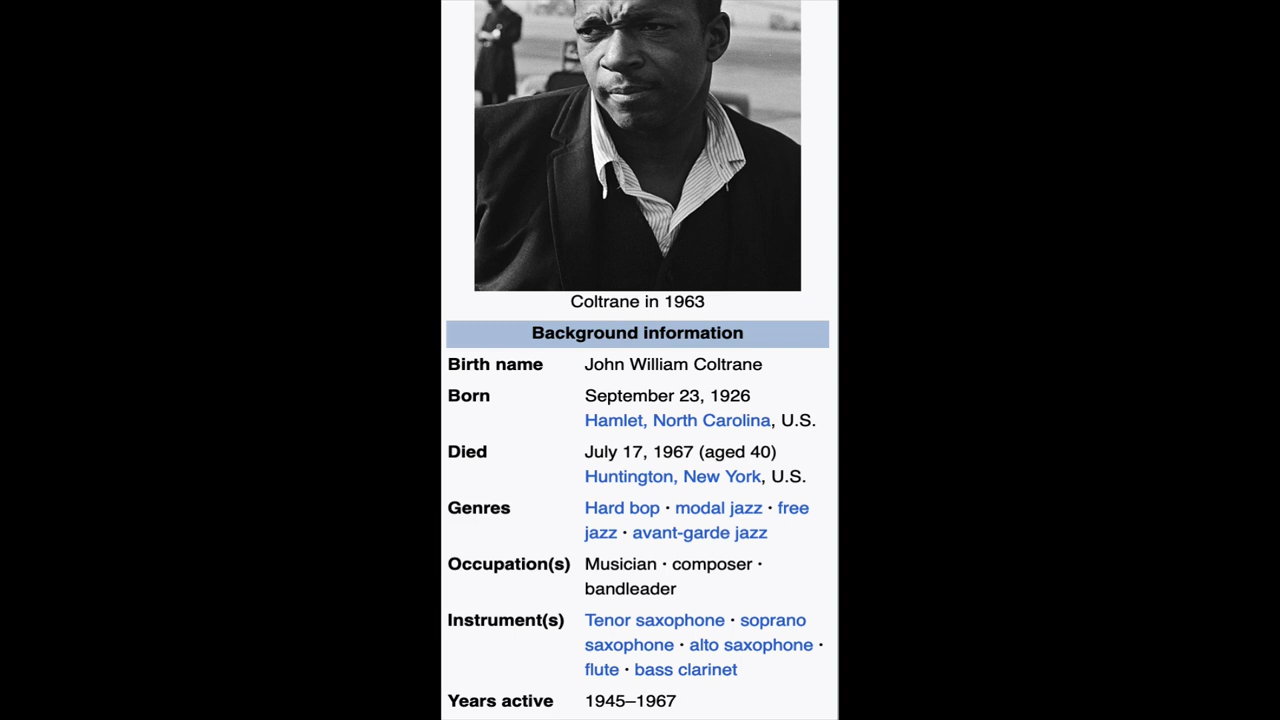 Coltrane in 1963
Background information
Birth name John William Coltrane
Born September 23, 1926
Hamlet, North Carolina, U.S.
Died July 17, 1967 (aged 40)
Huntington, New York, U.S.
Genres Hard bop · modal jazz · free
jazz · avant-garde jazz
Occupation(s) Musician · composer ·
bandleader
Instrument(s) Tenor saxophone · soprano
saxophone · alto saxophone ·
flute · bass clarinet
Years active 1945–1967